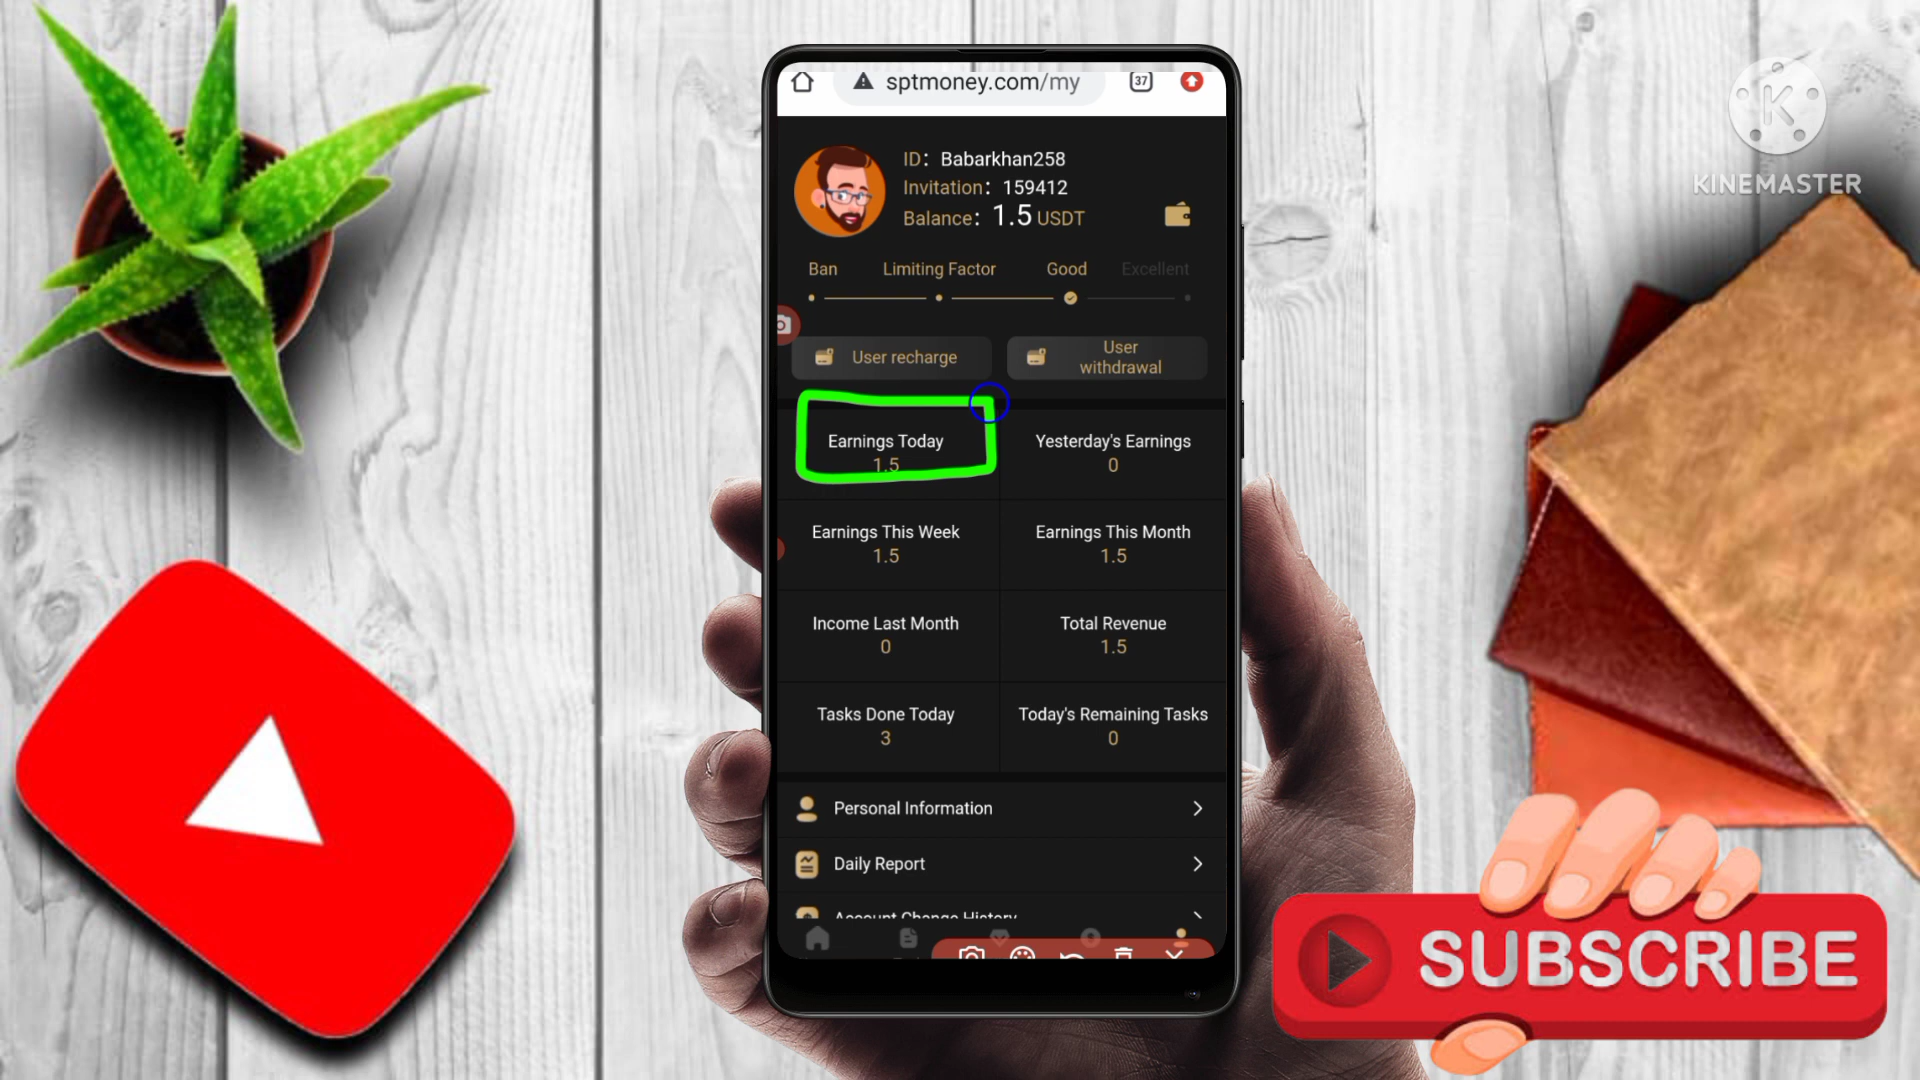 sptmoney.com/my
37
ID: Babarkhan258
Invitation: 159412
Balance: 1.5 USDT
Ban
Limiting Factor
Good
Excellent
User recharge
User
withdrawal
Earnings Today
1.5
Yesterday's Earnings
0
Earnings This Week
1.5
Earnings This Month
1.5
Income Last Month
0
Total Revenue
1.5
Tasks Done Today
3
Today's Remaining Tasks
0
Personal Information
Daily Report
Account Change History
K
KINEMASTER
SUBSCRIBE